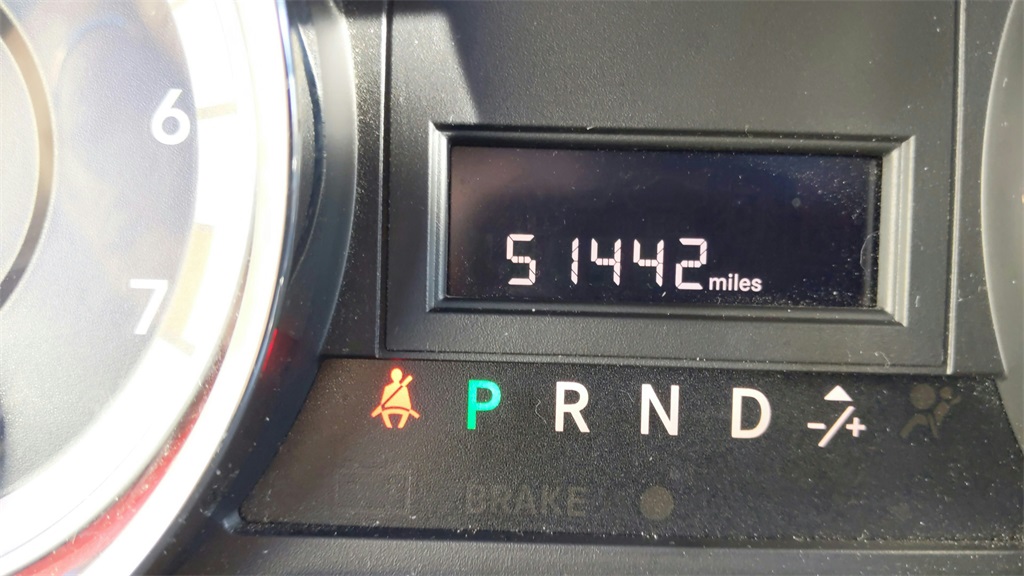 6
7
51442 miles
P R N D -/+
BRAKE